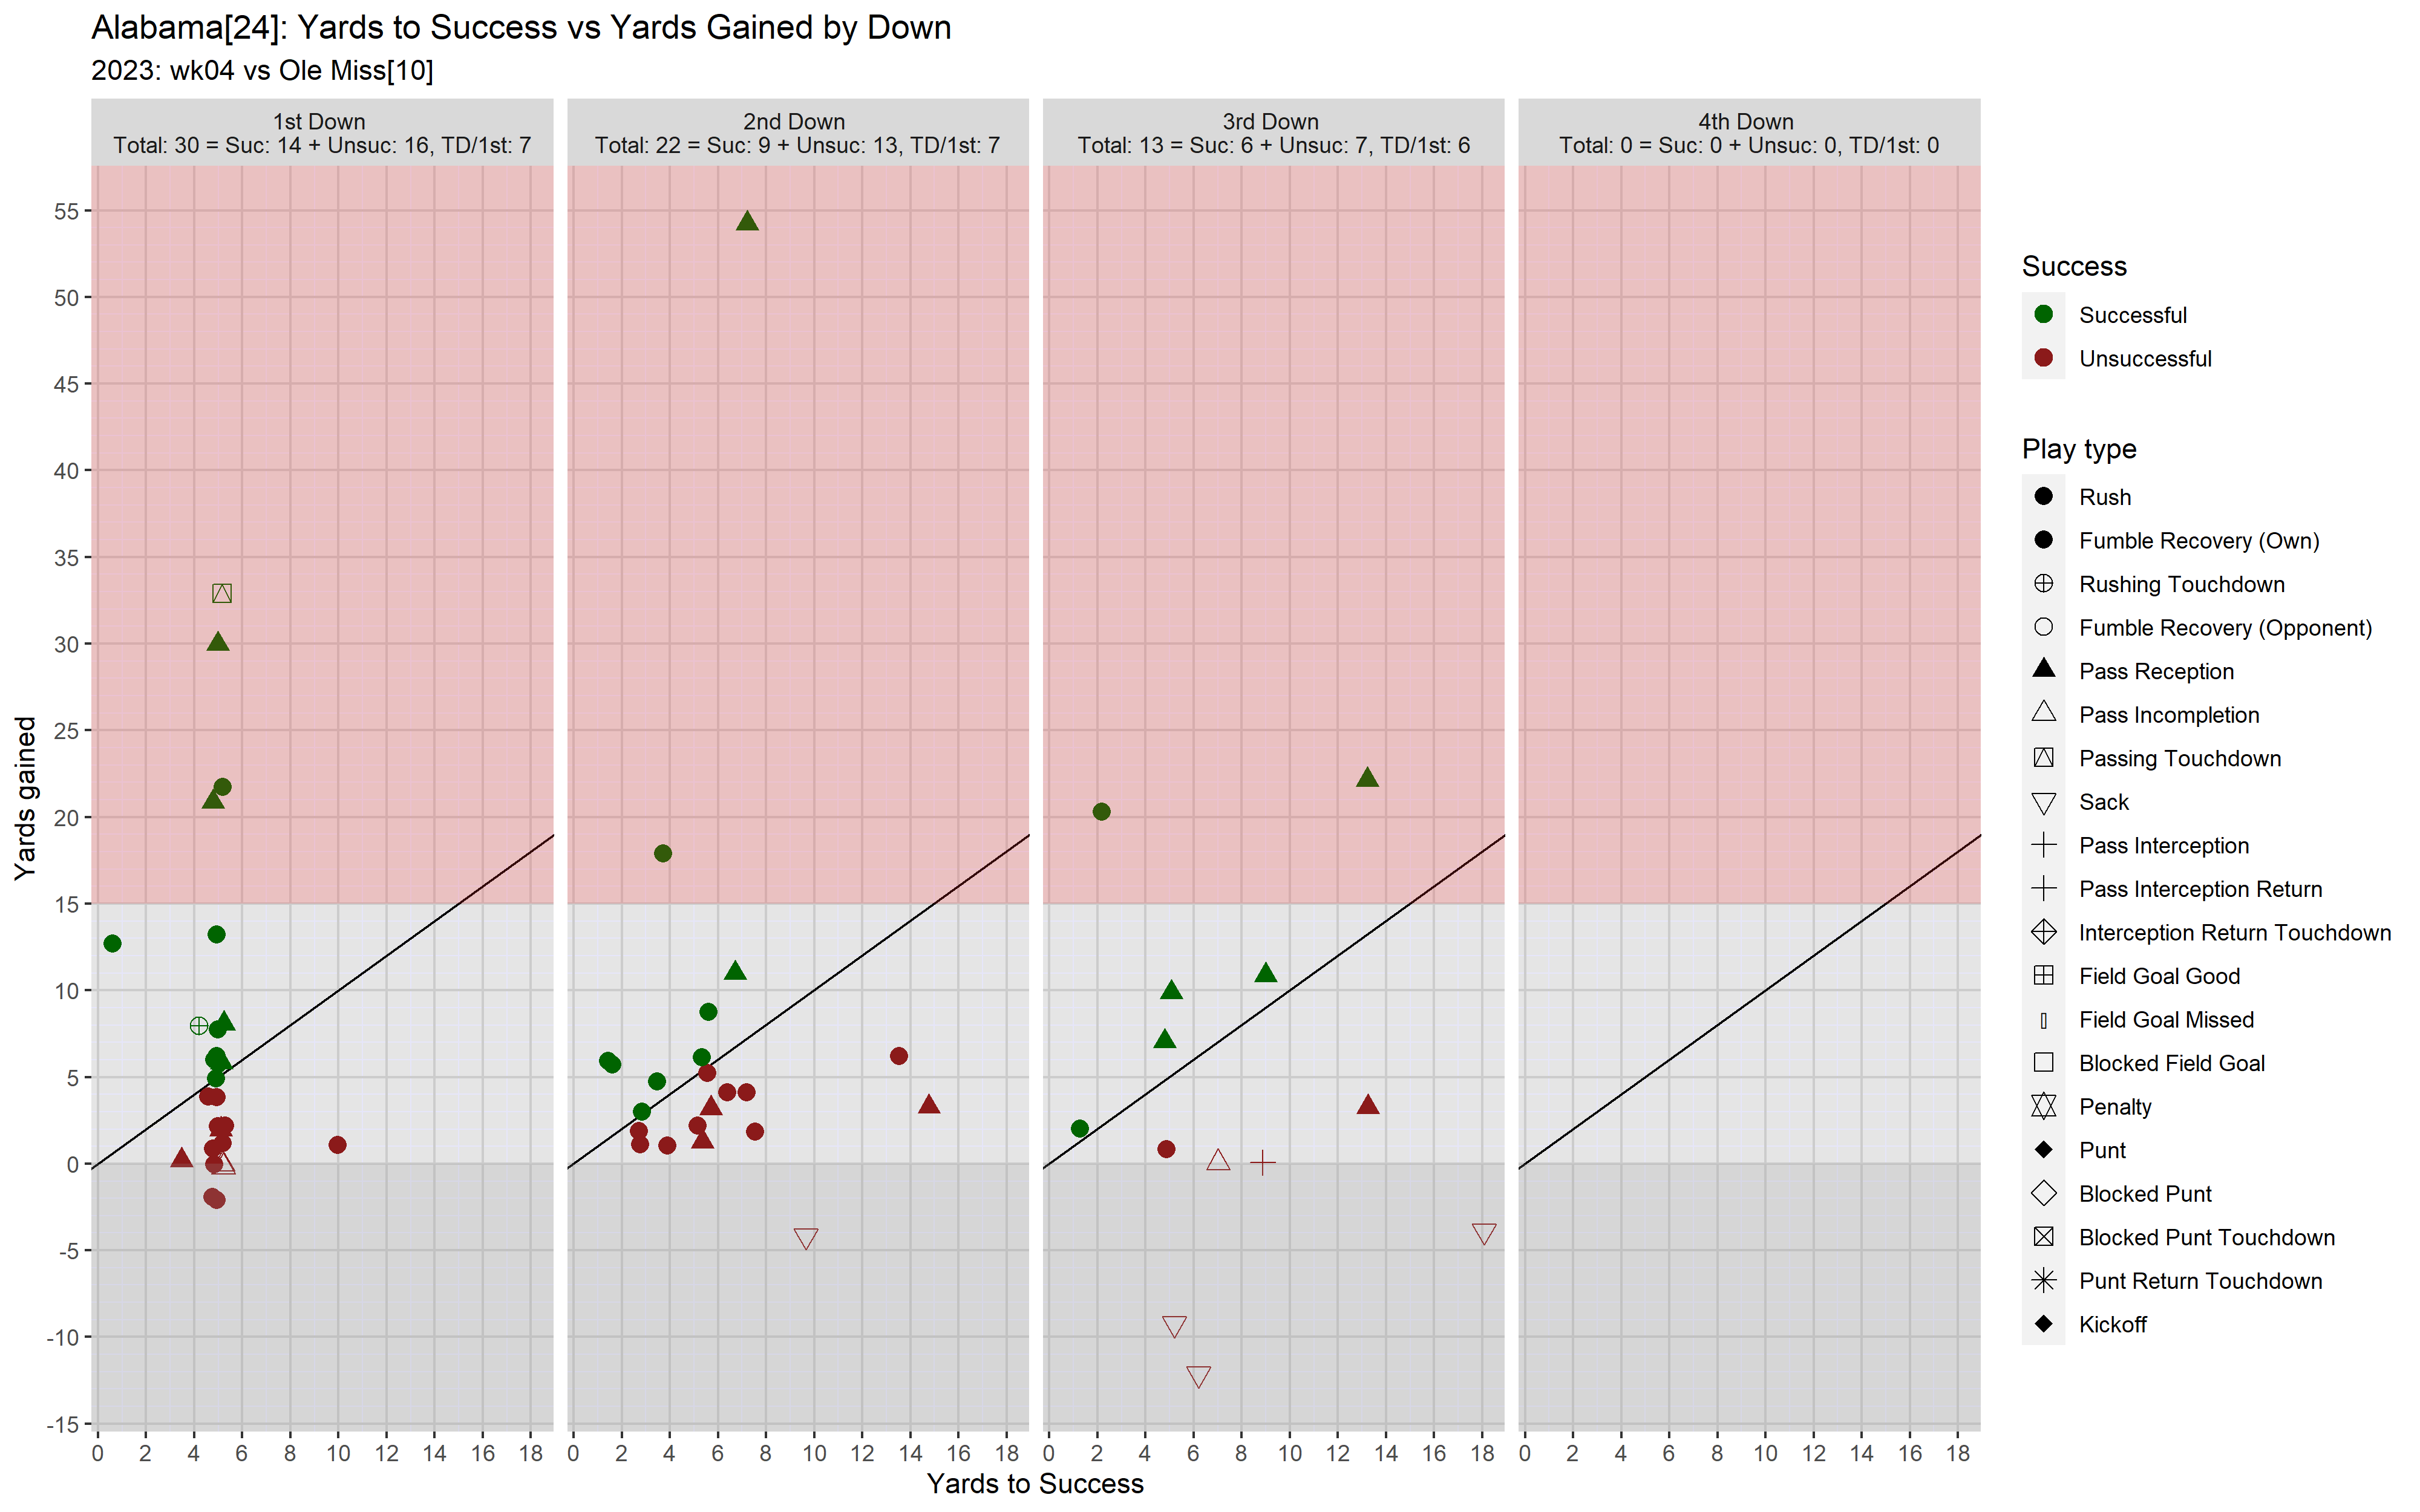 Alabama[24]: Yards to Success vs Yards Gained by Down
2023: wk04 vs Ole Miss[10]
1st Down
Total: 30 = Suc: 14 + Unsuc: 16, TD/1st: 7
2nd Down
Total: 22 = Suc: 9 + Unsuc: 13, TD/1st: 7
3rd Down
Total: 13 = Suc: 6 + Unsuc: 7, TD/1st: 6
4th Down
Total: 0 = Suc: 0 + Unsuc: 0, TD/1st: 0
Yards gained
55
50
45
40
35
30
25
20
15
10
5
0
-5
-10
-15
0 2 4 6 8 10 12 14 16 18
0 2 4 6 8 10 12 14 16 18
0 2 4 6 8 10 12 14 16 18
0 2 4 6 8 10 12 14 16 18
Yards to Success
Success
Successful
Unsuccessful
Play type
Rush
Fumble Recovery (Own)
Rushing Touchdown
Fumble Recovery (Opponent)
Pass Reception
Pass Incompletion
Passing Touchdown
Sack
Pass Interception
Pass Interception Return
Interception Return Touchdown
Field Goal Good
Field Goal Missed
Blocked Field Goal
Penalty
Punt
Blocked Punt
Blocked Punt Touchdown
Punt Return Touchdown
Kickoff